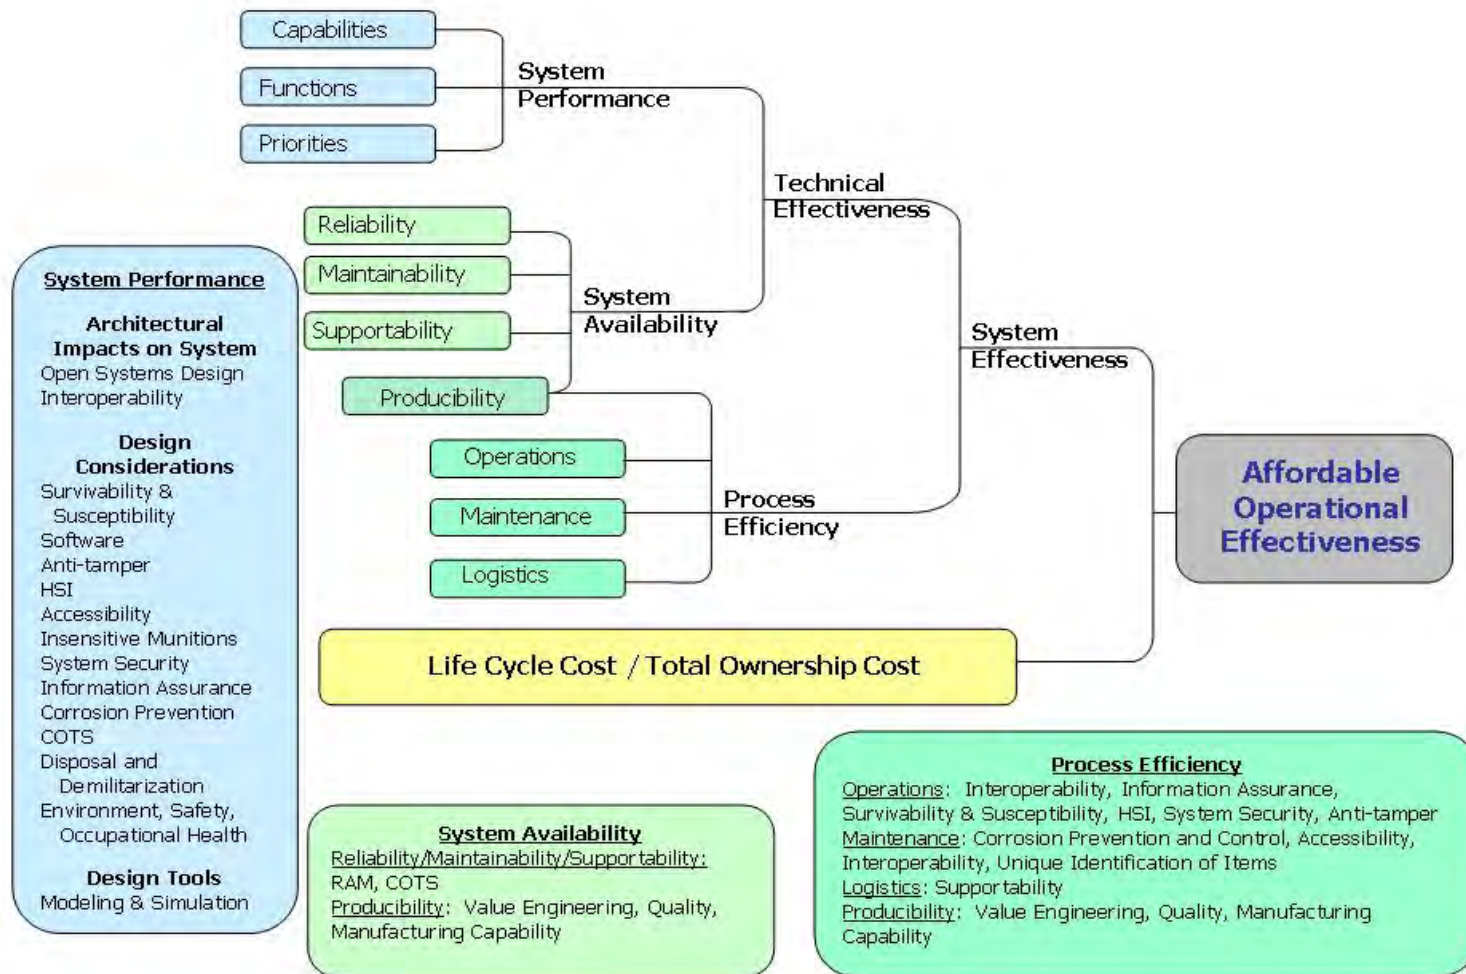 Capabilities
Functions
Priorities
System
Performance
Technical
Effectiveness
Reliability
Maintainability
Supportability
Producibility
System
Availability
System
Effectiveness
Operations
Maintenance
Logistics
Process
Efficiency
Affordable
Operational
Effectiveness
Life Cycle Cost / Total Ownership Cost
System Performance
Architectural
Impacts on System
Open Systems Design
Interoperability
Design
Considerations
Survivability &
Susceptibility
Software
Anti-tamper
HSI
Accessibility
Insensitive Munitions
System Security
Information Assurance
Corrosion Prevention
COTS
Disposal and
Demilitarization
Environment, Safety,
Occupational Health
Design Tools
Modeling & Simulation
System Availability
Reliability/Maintainability/Supportability:
RAM, COTS
Producibility: Value Engineering, Quality,
Manufacturing Capability
Process Efficiency
Operations: Interoperability, Information Assurance,
Survivability & Susceptibility, HSI, System Security, Anti-tamper
Maintenance: Corrosion Prevention and Control, Accessibility,
Interoperability, Unique Identification of Items
Logistics: Supportability
Producibility: Value Engineering, Quality, Manufacturing
Capability